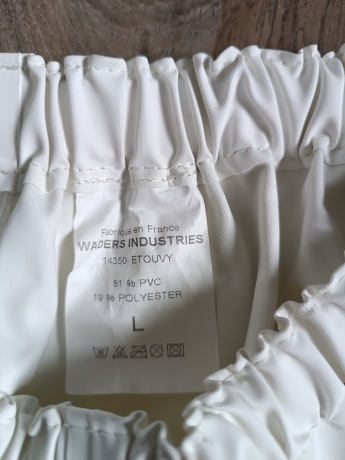 Fabriqué en France
WADERS INDUSTRIES
14350 ETOUVY
81 % PVC
19 % POLYESTER
L